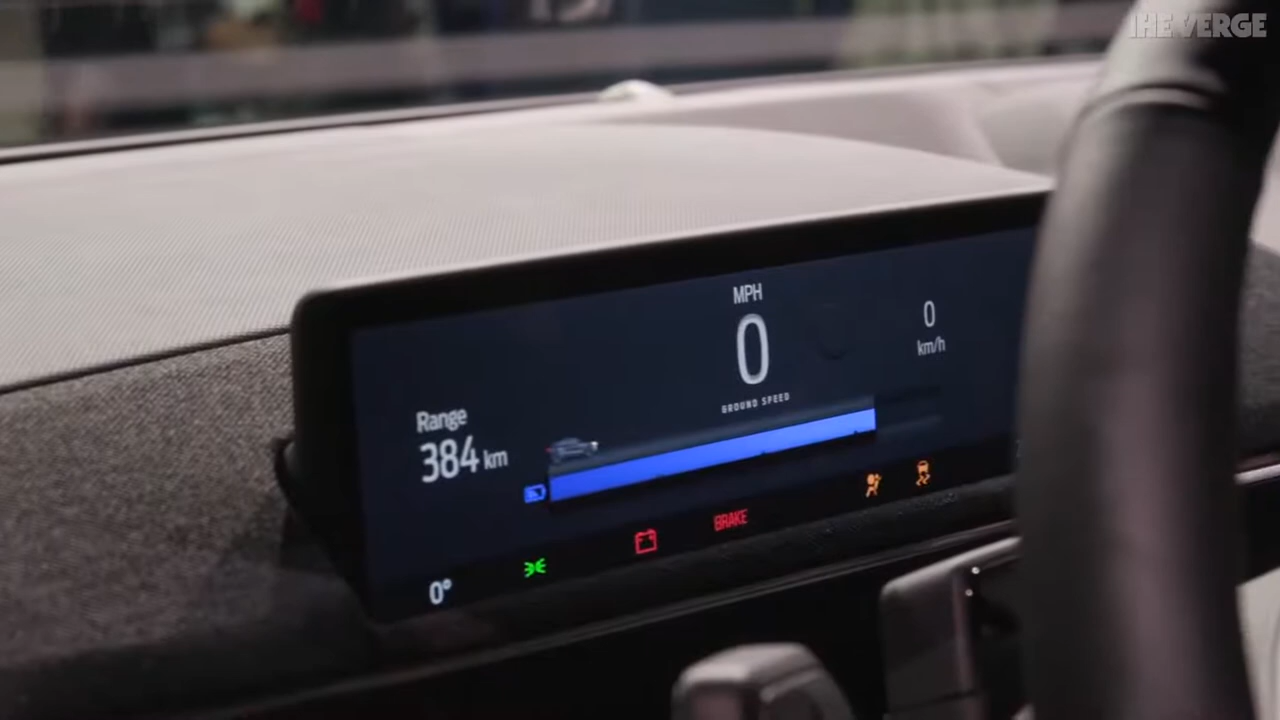 THE VERGE
MPH
0
GROUND SPEED
0
km/h
Range
384 km
BRAKE
0°